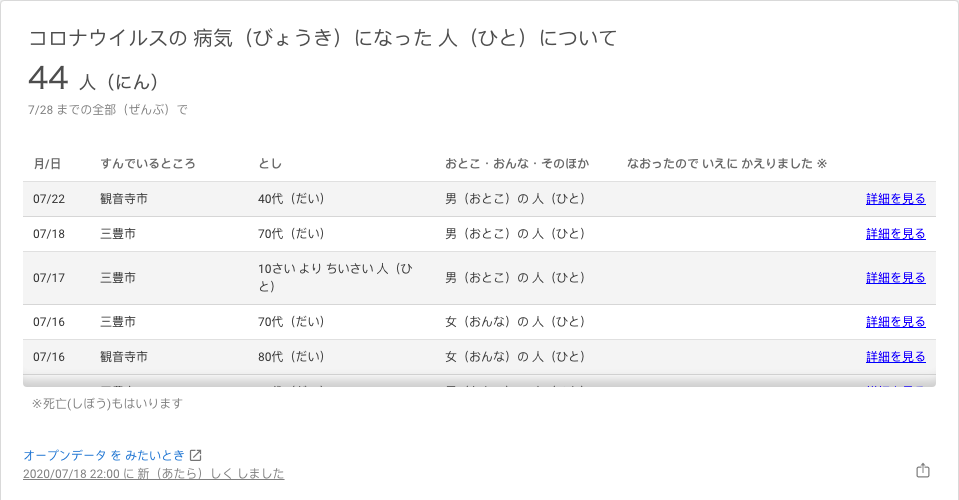 コロナウイルスの 病気（びょうき）になった 人（ひと）について
44 人（にん）
7/28 までの全部（ぜんぶ）で
月/日 すんでいるところ とし おとこ・おんな・そのほか なおったので いえに かえりました ※
07/22 観音寺市 40代（だい） 男（おとこ）の 人（ひと） 詳細を見る
07/18 三豊市 70代（だい） 男（おとこ）の 人（ひと） 詳細を見る
07/17 三豊市 10さい より ちいさい 人（ひ
と） 男（おとこ）の 人（ひと） 詳細を見る
07/16 三豊市 70代（だい） 女（おんな）の 人（ひと） 詳細を見る
07/16 観音寺市 80代（だい） 女（おんな）の 人（ひと） 詳細を見る
※死亡(しぼう)もはいります
オープンデータ を みたいとき
2020/07/18 22:00 に 新（あたら）しく しました